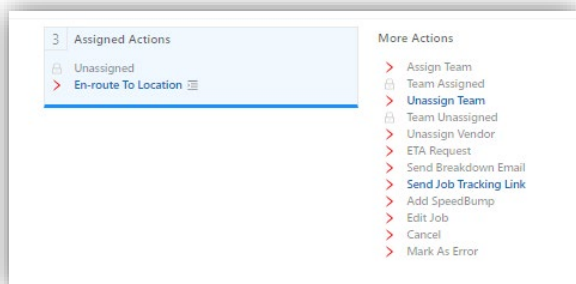 3 Assigned Actions
Unassigned
En-route To Location
More Actions
Assign Team
Team Assigned
Unassign Team
Team Unassigned
Unassign Vendor
ETA Request
Send Breakdown Email
Send Job Tracking Link
Add SpeedBump
Edit Job
Cancel
Mark As Error